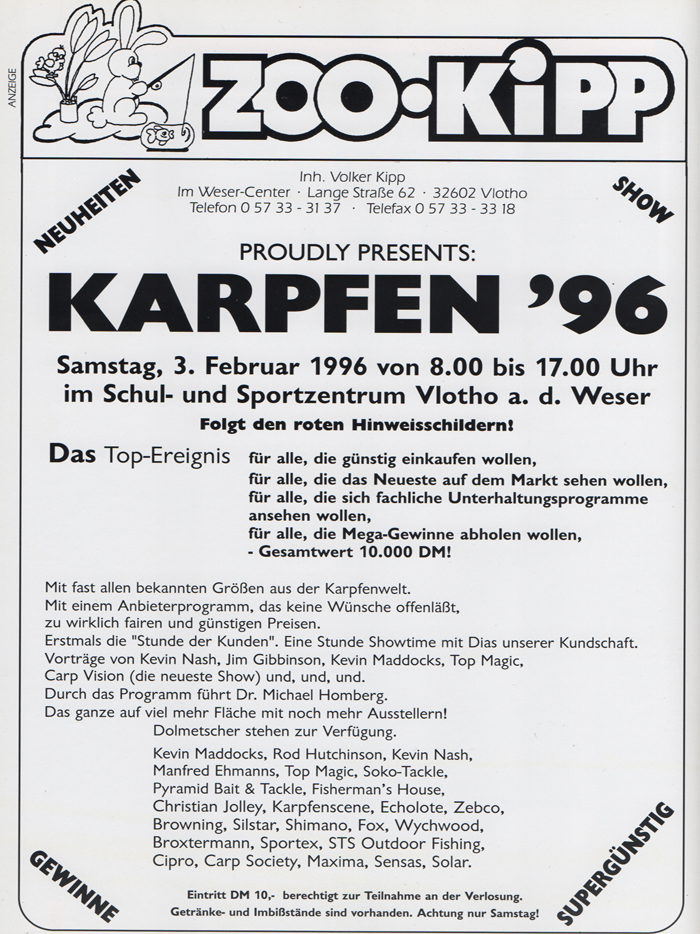 ANZEIGE
ZOO·KiPP
Inh. Volker Kipp
Im Weser-Center · Lange Straße 62 · 32602 Vlotho
Telefon 0 57 33 - 31 37 · Telefax 0 57 33 - 33 18
NEUHEITEN
SHOW
PROUDLY PRESENTS:
KARPFEN ’96
Samstag, 3. Februar 1996 von 8.00 bis 17.00 Uhr
im Schul- und Sportzentrum Vlotho a. d. Weser
Folgt den roten Hinweisschildern!
Das Top-Ereignis für alle, die günstig einkaufen wollen,
für alle, die das Neueste auf dem Markt sehen wollen,
für alle, die sich fachliche Unterhaltungsprogramme
ansehen wollen,
für alle, die Mega-Gewinne abholen wollen,
- Gesamtwert 10.000 DM!
Mit fast allen bekannten Größen aus der Karpfenwelt.
Mit einem Anbieterprogramm, das keine Wünsche offenläßt,
zu wirklich fairen und günstigen Preisen.
Erstmals die "Stunde der Kunden". Eine Stunde Showtime mit Dias unserer Kundschaft.
Vorträge von Kevin Nash, Jim Gibbinson, Kevin Maddocks, Top Magic,
Carp Vision (die neueste Show) und, und, und.
Durch das Programm führt Dr. Michael Homberg.
Das ganze auf viel mehr Fläche mit noch mehr Ausstellern!
Dolmetscher stehen zur Verfügung.
Kevin Maddocks, Rod Hutchinson, Kevin Nash,
Manfred Ehmanns, Top Magic, Soko-Tackle,
Pyramid Bait & Tackle, Fisherman’s House,
Christian Jolley, Karpfenscene, Echolote, Zebco,
Browning, Silstar, Shimano, Fox, Wychwood,
Broxtermann, Sportex, STS Outdoor Fishing,
Cipro, Carp Society, Maxima, Sensas, Solar.
GEWINNE
SUPERGÜNSTIG
Eintritt DM 10,- berechtigt zur Teilnahme an der Verlosung.
Getränke- und Imbißstände sind vorhanden. Achtung nur Samstag!